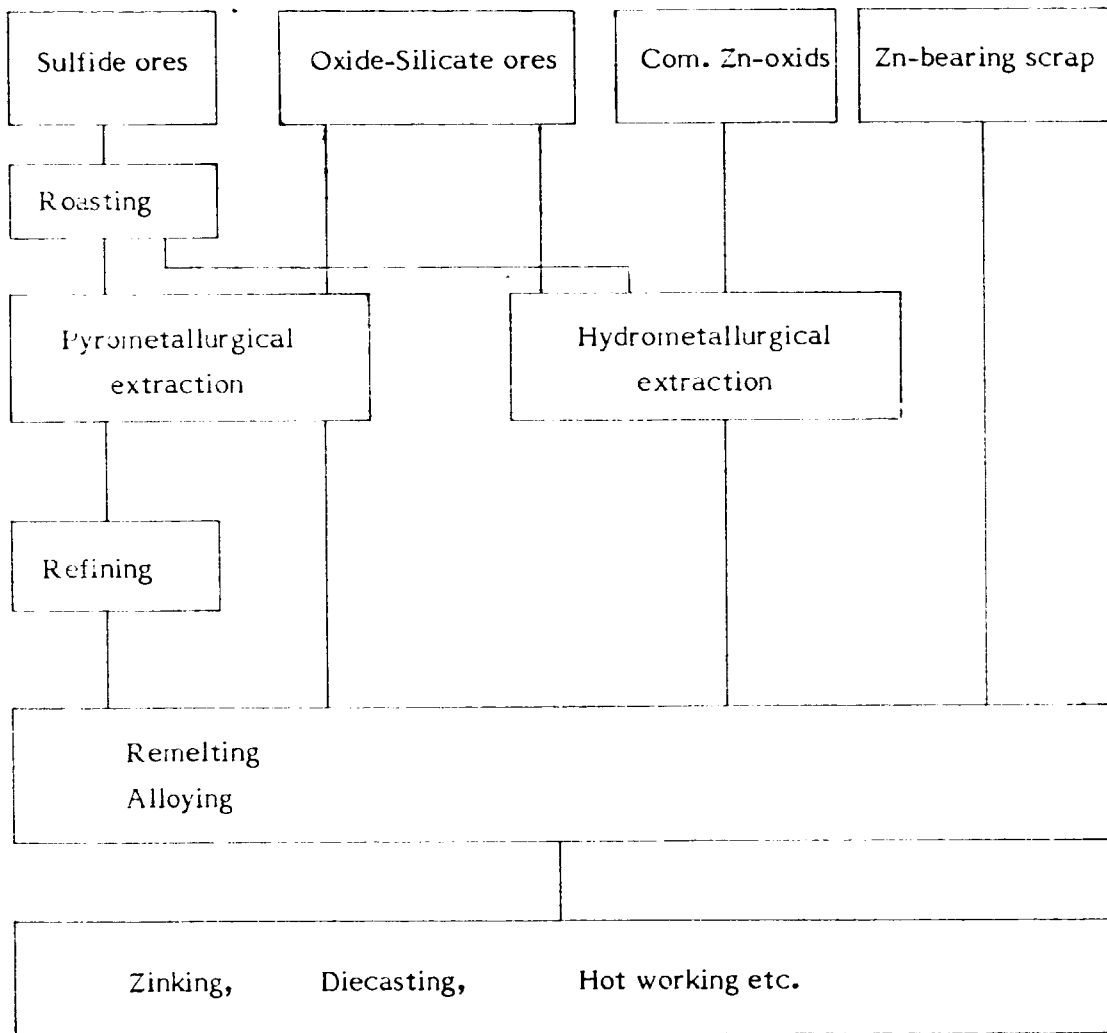 Sulfide ores
Oxide-Silicate ores
Com. Zn-oxids
Zn-bearing scrap
Roasting
Pyrometallurgical
extraction
Hydrometallurgical
extraction
Refining
Remelting
Alloying
Zinking, Diecasting, Hot working etc.